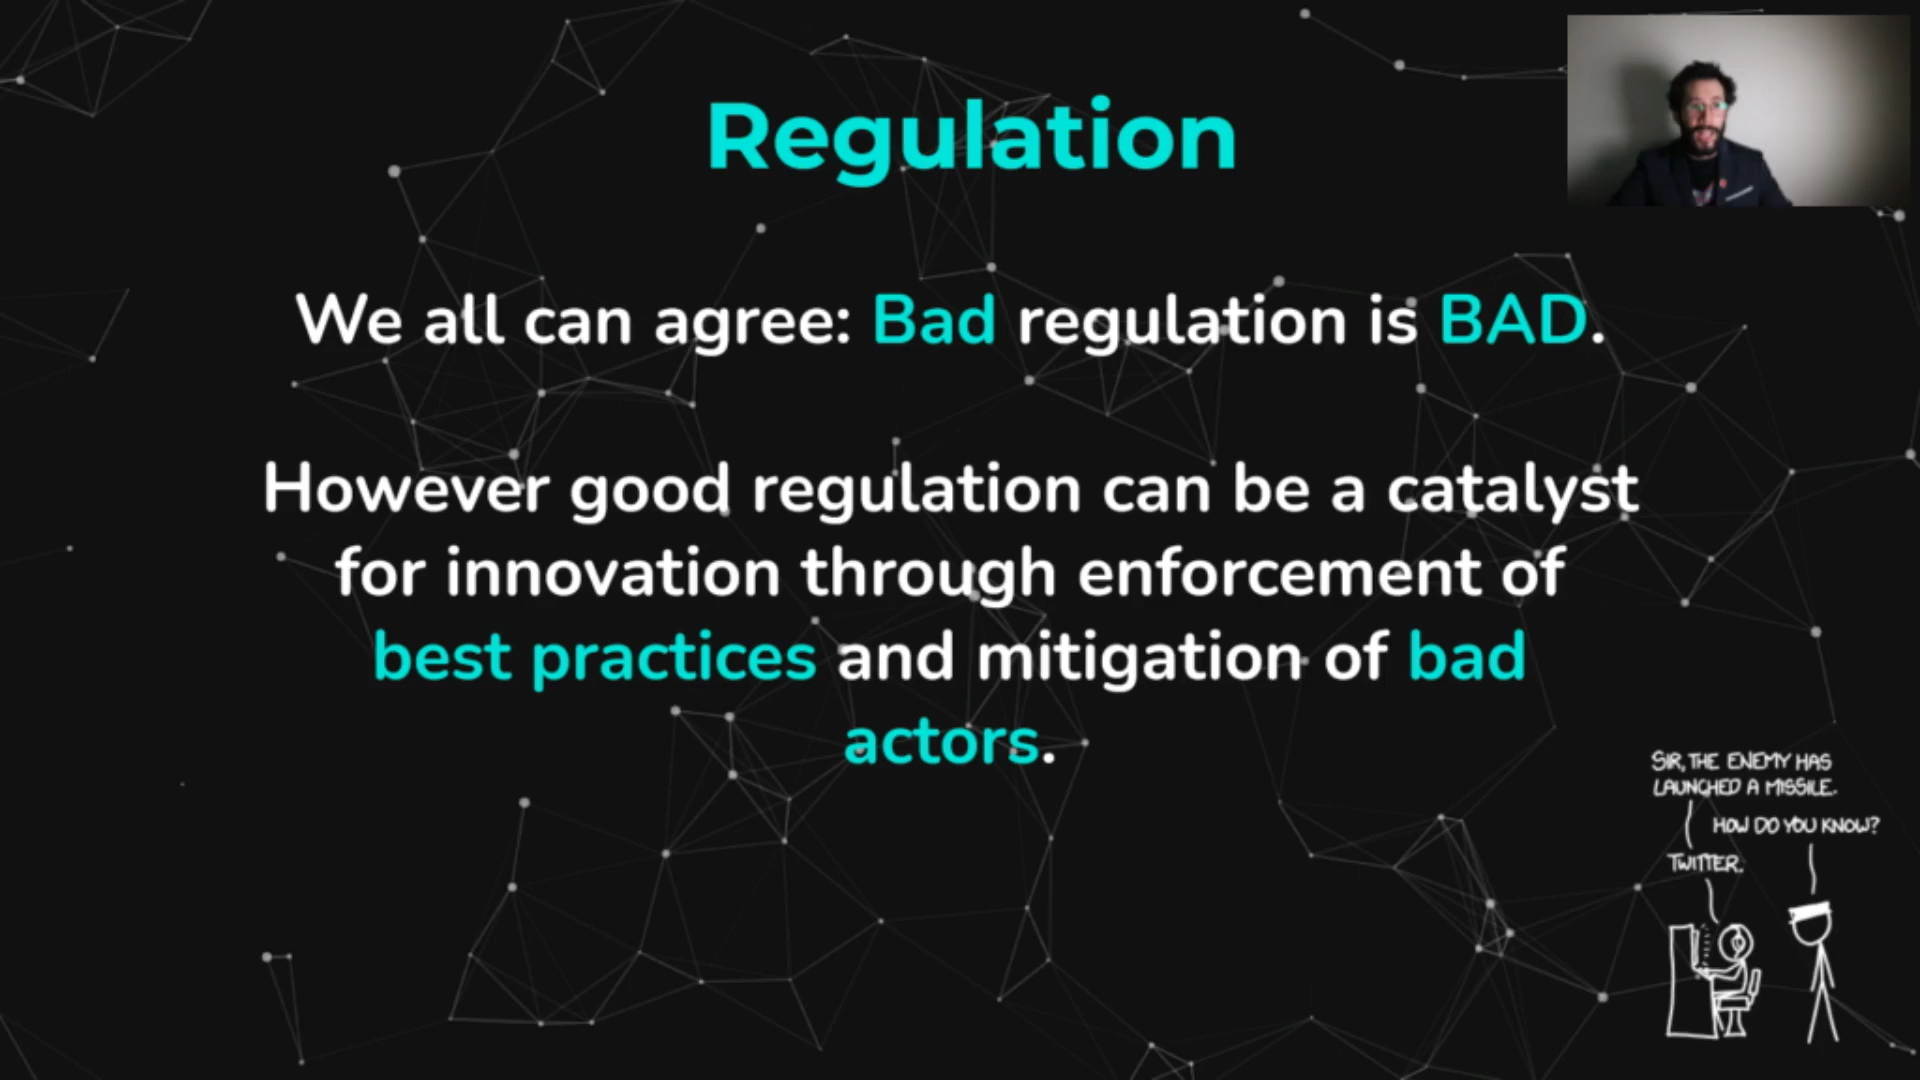 Regulation
We all can agree: Bad regulation is BAD.
However good regulation can be a catalyst
for innovation through enforcement of
best practices and mitigation of bad
actors.
SIR, THE ENEMY HAS
LAUNCHED A MISSILE.
HOW DO YOU KNOW?
TWITTER.